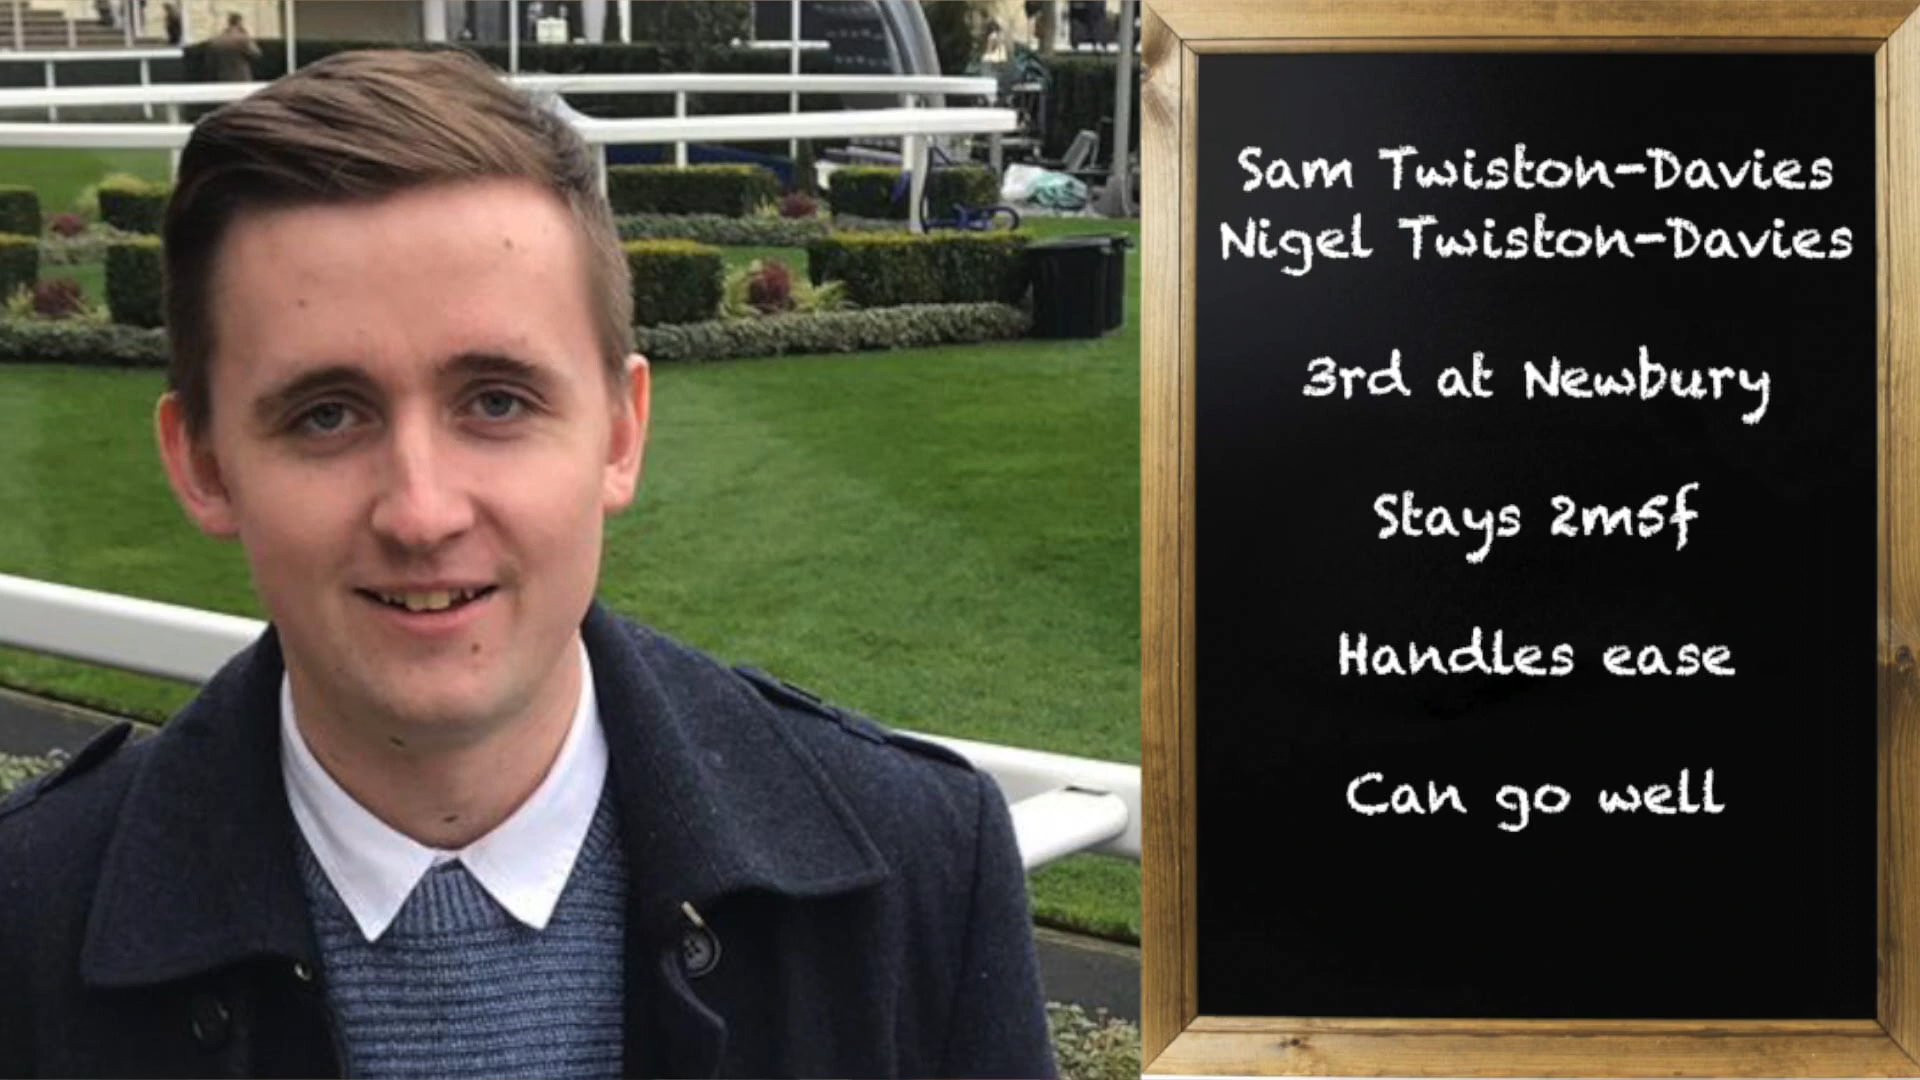 Sam Twiston-Davies
Nigel Twiston-Davies
3rd at Newbury
Stays 2m5f
Handles ease
Can go well